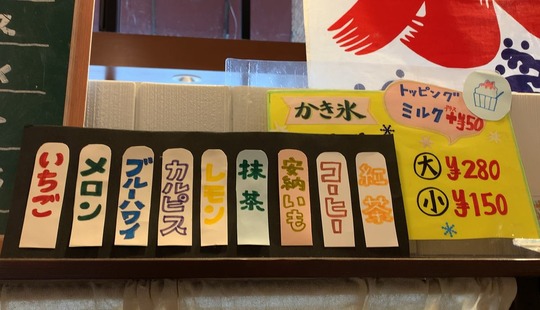 いちご
メロン
ブルーハワイ
カルピス
レモン
抹茶
安納いも
コーヒー
紅茶
かき氷
トッピング
ミルク +¥50
大 ¥280
小 ¥150